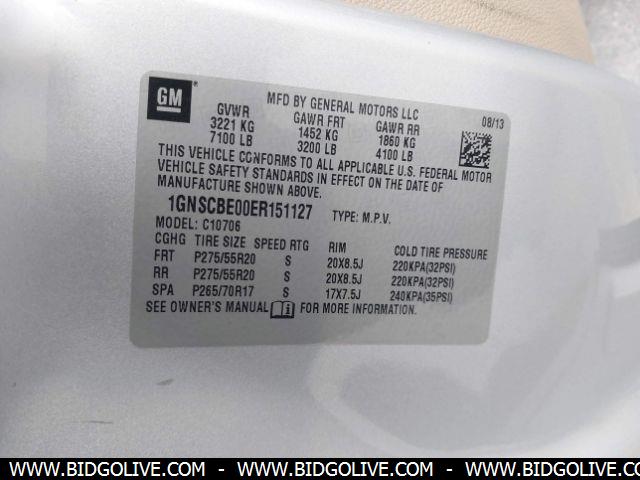 GM
MFD BY GENERAL MOTORS LLC
08/13
GVWR GAWR FRT GAWR RR
3221 KG 1452 KG 1860 KG
7100 LB 3200 LB 4100 LB
THIS VEHICLE CONFORMS TO ALL APPLICABLE U.S. FEDERAL MOTOR
VEHICLE SAFETY STANDARDS IN EFFECT ON THE DATE OF
MANUFACTURE SHOWN ABOVE.
1GNSCBE00ER151127 TYPE: M.P.V.
MODEL: C10706
CGHG TIRE SIZE SPEED RTG RIM COLD TIRE PRESSURE
FRT P275/55R20 S 20X8.5J 220KPA(32PSI)
RR P275/55R20 S 20X8.5J 220KPA(32PSI)
SPA P265/70R17 S 17X7.5J 240KPA(35PSI)
SEE OWNER'S MANUAL i FOR MORE INFORMATION.
WWW.BIDGOLIVE.COM - WWW.BIDGOLIVE.COM - WWW.BIDGOLIVE.COM